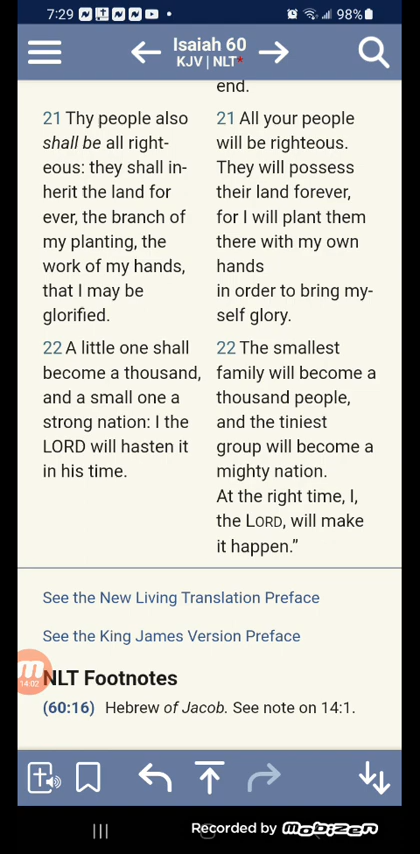 7:29
98%
Isaiah 60
KJV | NLT*
end.
21 Thy people also
shall be all right-
eous: they shall in-
herit the land for
ever, the branch of
my planting, the
work of my hands,
that I may be
glorified.
21 All your people
will be righteous.
They will possess
their land forever,
for I will plant them
there with my own
hands
in order to bring my-
self glory.
22 A little one shall
become a thousand,
and a small one a
strong nation: I the
LORD will hasten it
in his time.
22 The smallest
family will become a
thousand people,
and the tiniest
group will become a
mighty nation.
At the right time, I,
the LORD, will make
it happen.”
See the New Living Translation Preface
See the King James Version Preface
14:02
NLT Footnotes
(60:16) Hebrew of Jacob. See note on 14:1.
Recorded by Mobizen